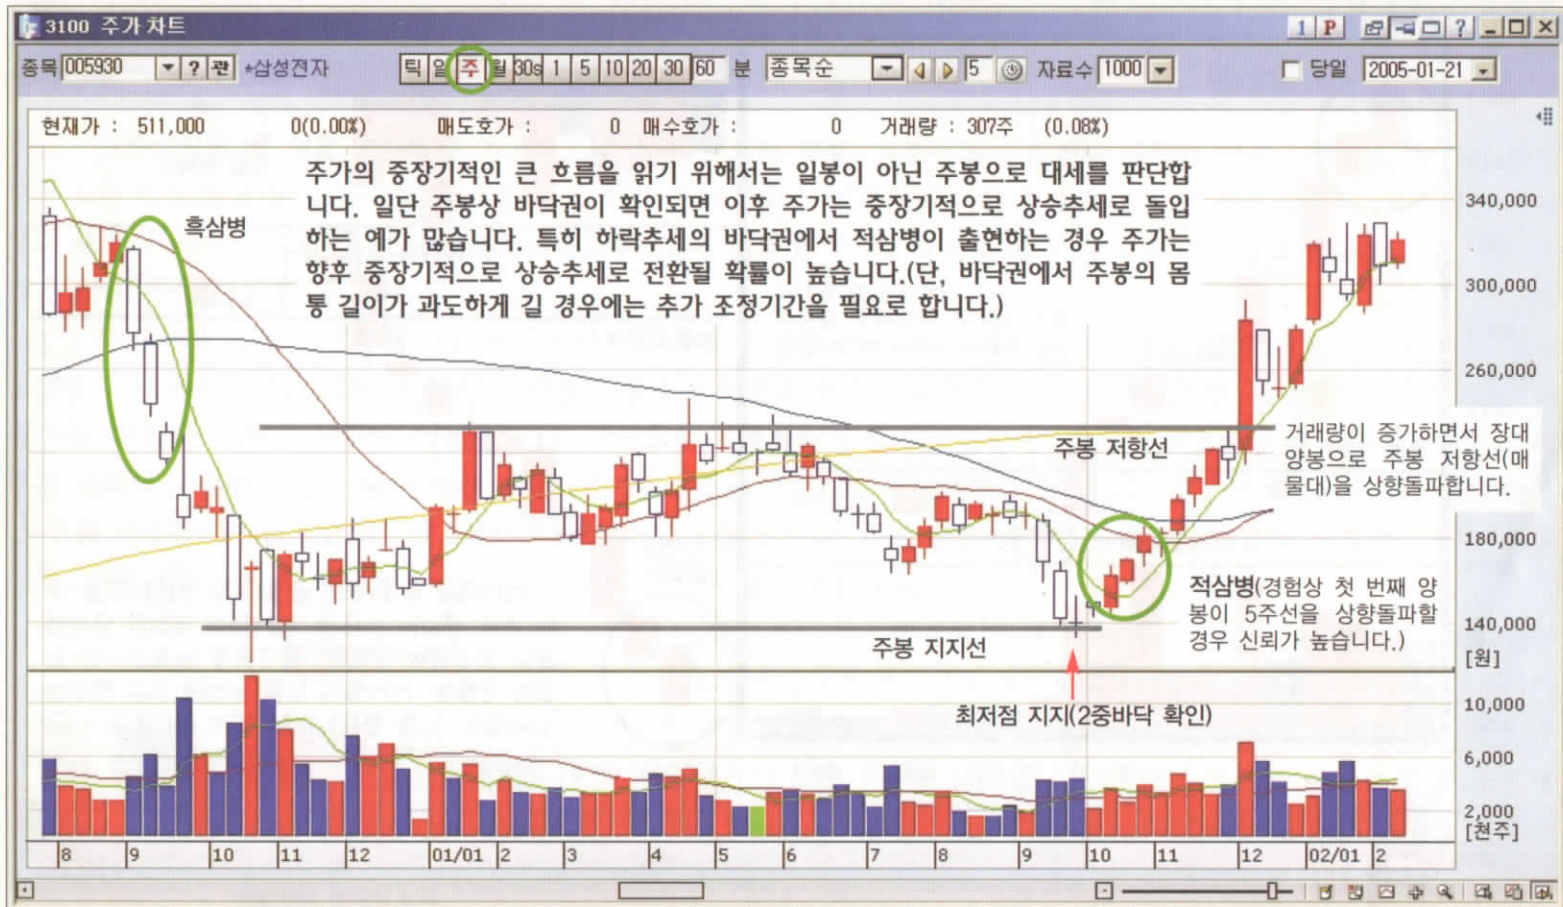 3100 주가차트
1 P ?
종목 005930 ? 관 *삼성전자 틱 일 주 월 30s 1 5 10 20 30 60 분 종목순 5 자료수 1000 당일 2005-01-21
현재가 : 511,000 0(0.00%) 매도호가 : 0 매수호가 : 0 거래량 : 307주 (0.08%)
주가의 중장기적인 큰 흐름을 읽기 위해서는 일봉이 아닌 주봉으로 대세를 판단합
니다. 일단 주봉상 바닥권이 확인되면 이후 주가는 중장기적으로 상승추세로 돌입
하는 예가 많습니다. 특히 하락추세의 바닥권에서 적삼병이 출현하는 경우 주가는
향후 중장기적으로 상승추세로 전환될 확률이 높습니다.(단, 바닥권에서 주봉의 몸
통 길이가 과도하게 길 경우에는 추가 조정기간을 필요로 합니다.)
흑삼병
340,000
300,000
260,000
주봉 저항선
거래량이 증가하면서 장대
양봉으로 주봉 저항선(매
물대)을 상향돌파합니다.
180,000
적삼병(경험상 첫 번째 양
봉이 5주선을 상향돌파할
경우 신뢰가 높습니다.)
140,000
주봉 지지선
[원]
최저점 지지(2중바닥 확인)
10,000
6,000
2,000
[천주]
8 9 10 11 12 01/01 2 3 4 5 6 7 8 9 10 11 12 02/01 2